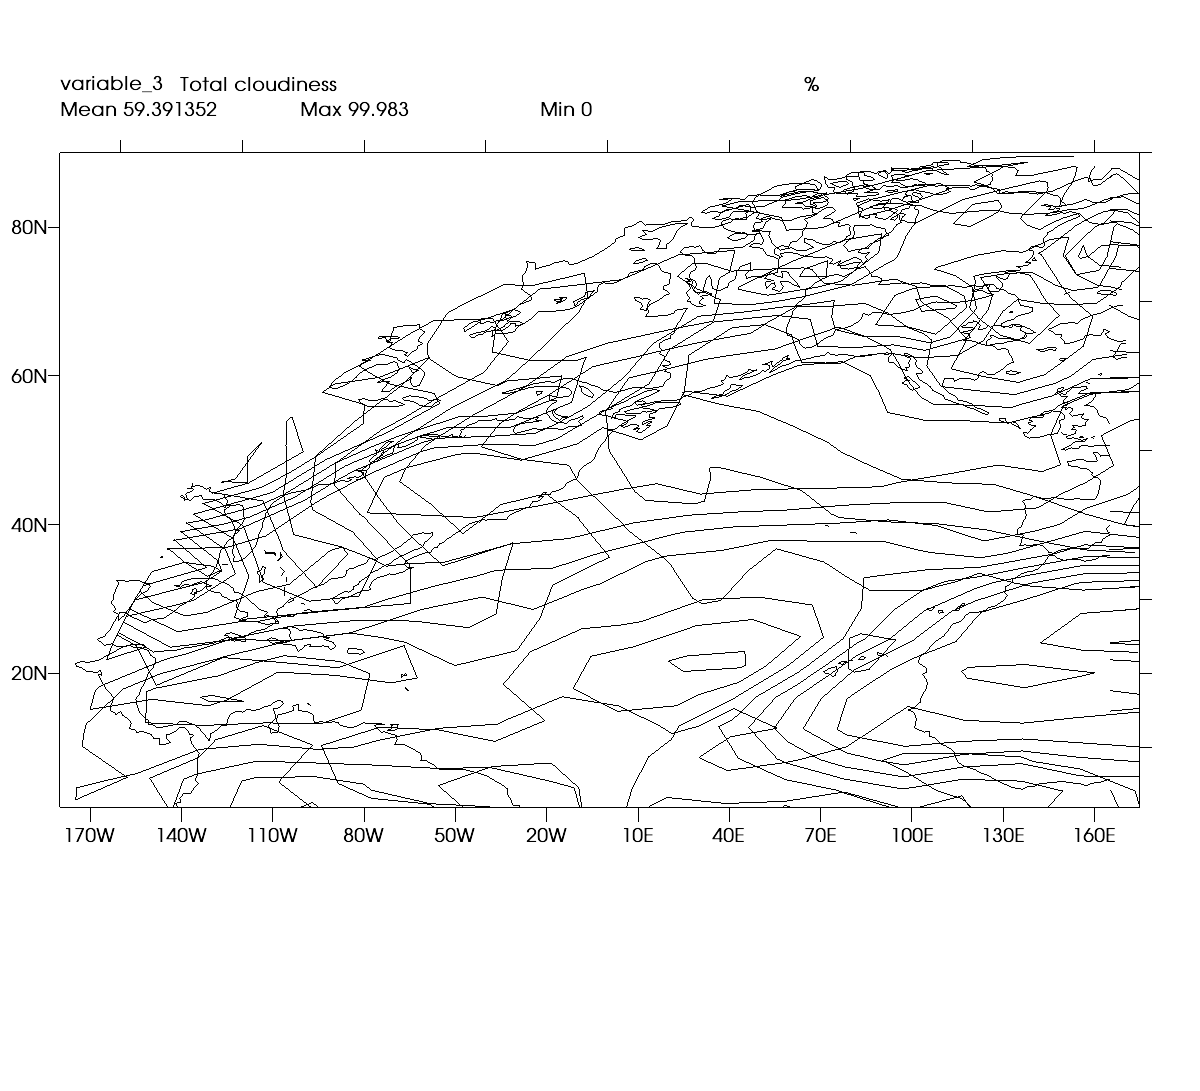 variable_3 Total cloudiness %
Mean 59.391352 Max 99.983 Min 0
80N
60N
40N
20N
170W 140W 110W 80W 50W 20W 10E 40E 70E 100E 130E 160E